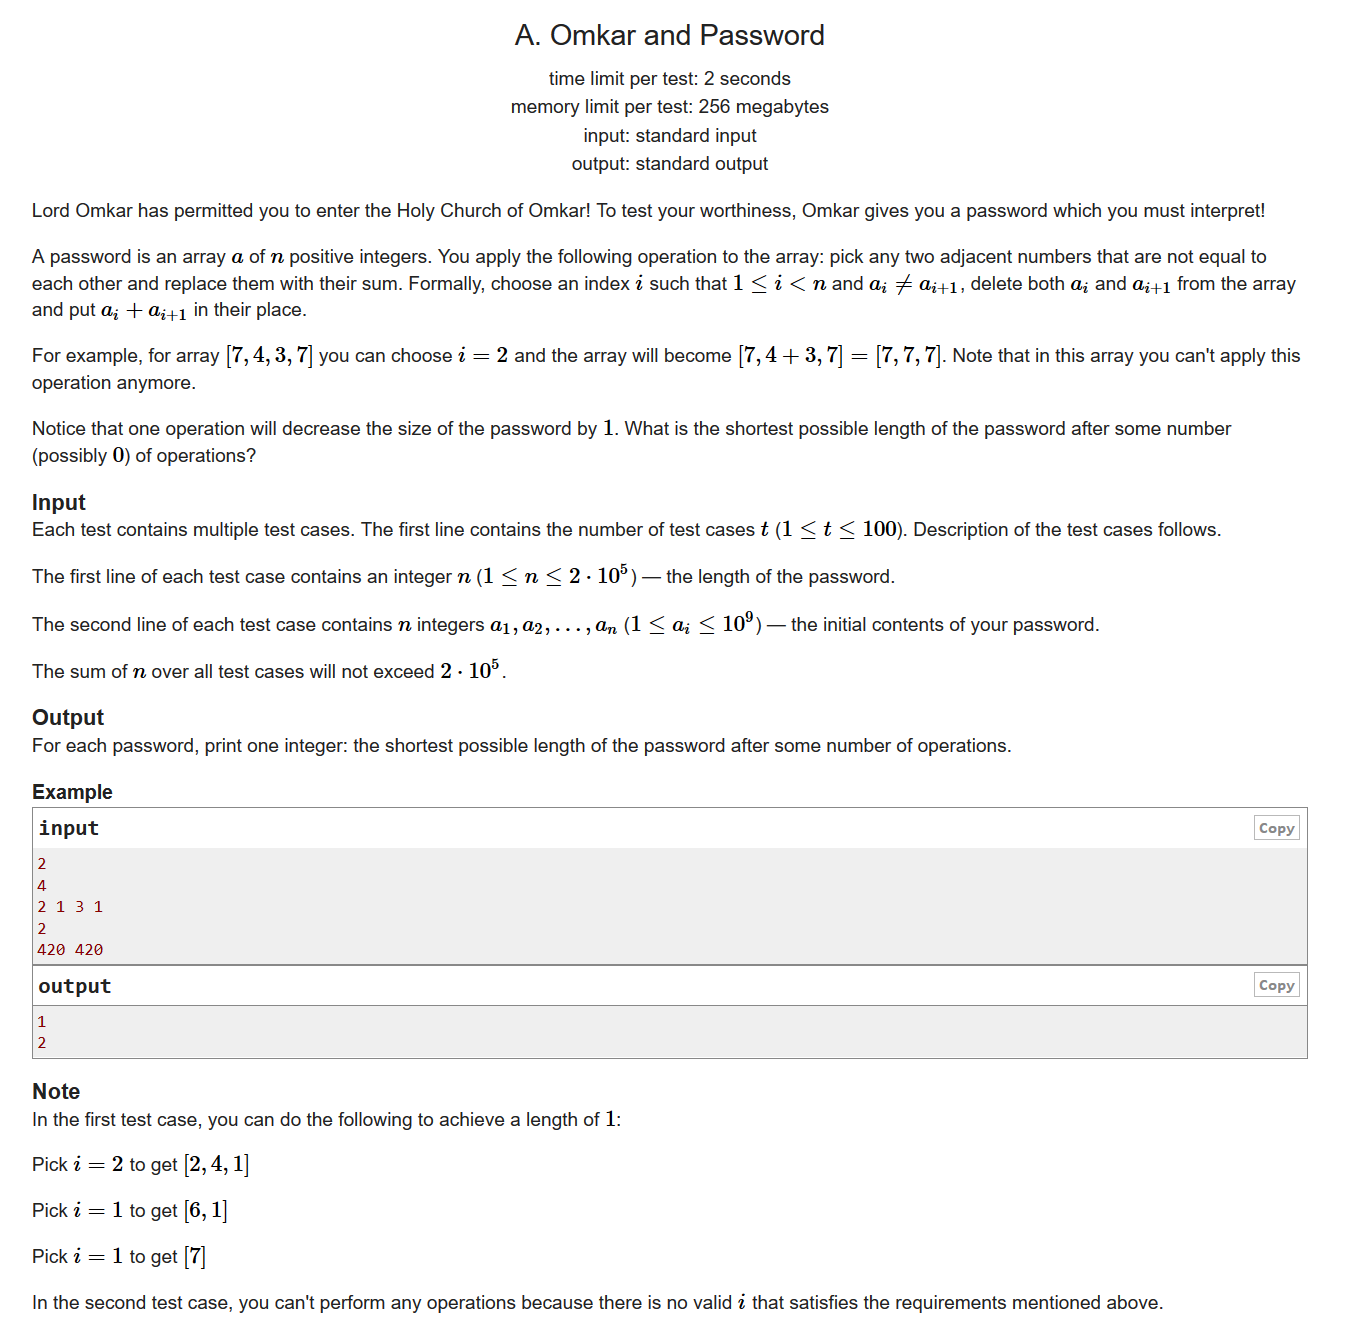 A. Omkar and Password
time limit per test: 2 seconds
memory limit per test: 256 megabytes
input: standard input
output: standard output
Lord Omkar has permitted you to enter the Holy Church of Omkar! To test your worthiness, Omkar gives you a password which you must interpret!
A password is an array a of n positive integers. You apply the following operation to the array: pick any two adjacent numbers that are not equal to
each other and replace them with their sum. Formally, choose an index i such that 1 ≤ i < n and a_i ≠ a_{i+1}, delete both a_i and a_{i+1} from the array
and put a_i + a_{i+1} in their place.
For example, for array [7, 4, 3, 7] you can choose i = 2 and the array will become [7, 4 + 3, 7] = [7, 7, 7]. Note that in this array you can't apply this
operation anymore.
Notice that one operation will decrease the size of the password by 1. What is the shortest possible length of the password after some number
(possibly 0) of operations?
Input
Each test contains multiple test cases. The first line contains the number of test cases t (1 ≤ t ≤ 100). Description of the test cases follows.
The first line of each test case contains an integer n (1 ≤ n ≤ 2 · 10^5) — the length of the password.
The second line of each test case contains n integers a_1, a_2, . . . , a_n (1 ≤ a_i ≤ 10^9) — the initial contents of your password.
The sum of n over all test cases will not exceed 2 · 10^5.
Output
For each password, print one integer: the shortest possible length of the password after some number of operations.
Example
input Copy
2
4
2 1 3 1
2
420 420
output Copy
1
2
Note
In the first test case, you can do the following to achieve a length of 1:
Pick i = 2 to get [2, 4, 1]
Pick i = 1 to get [6, 1]
Pick i = 1 to get [7]
In the second test case, you can't perform any operations because there is no valid i that satisfies the requirements mentioned above.